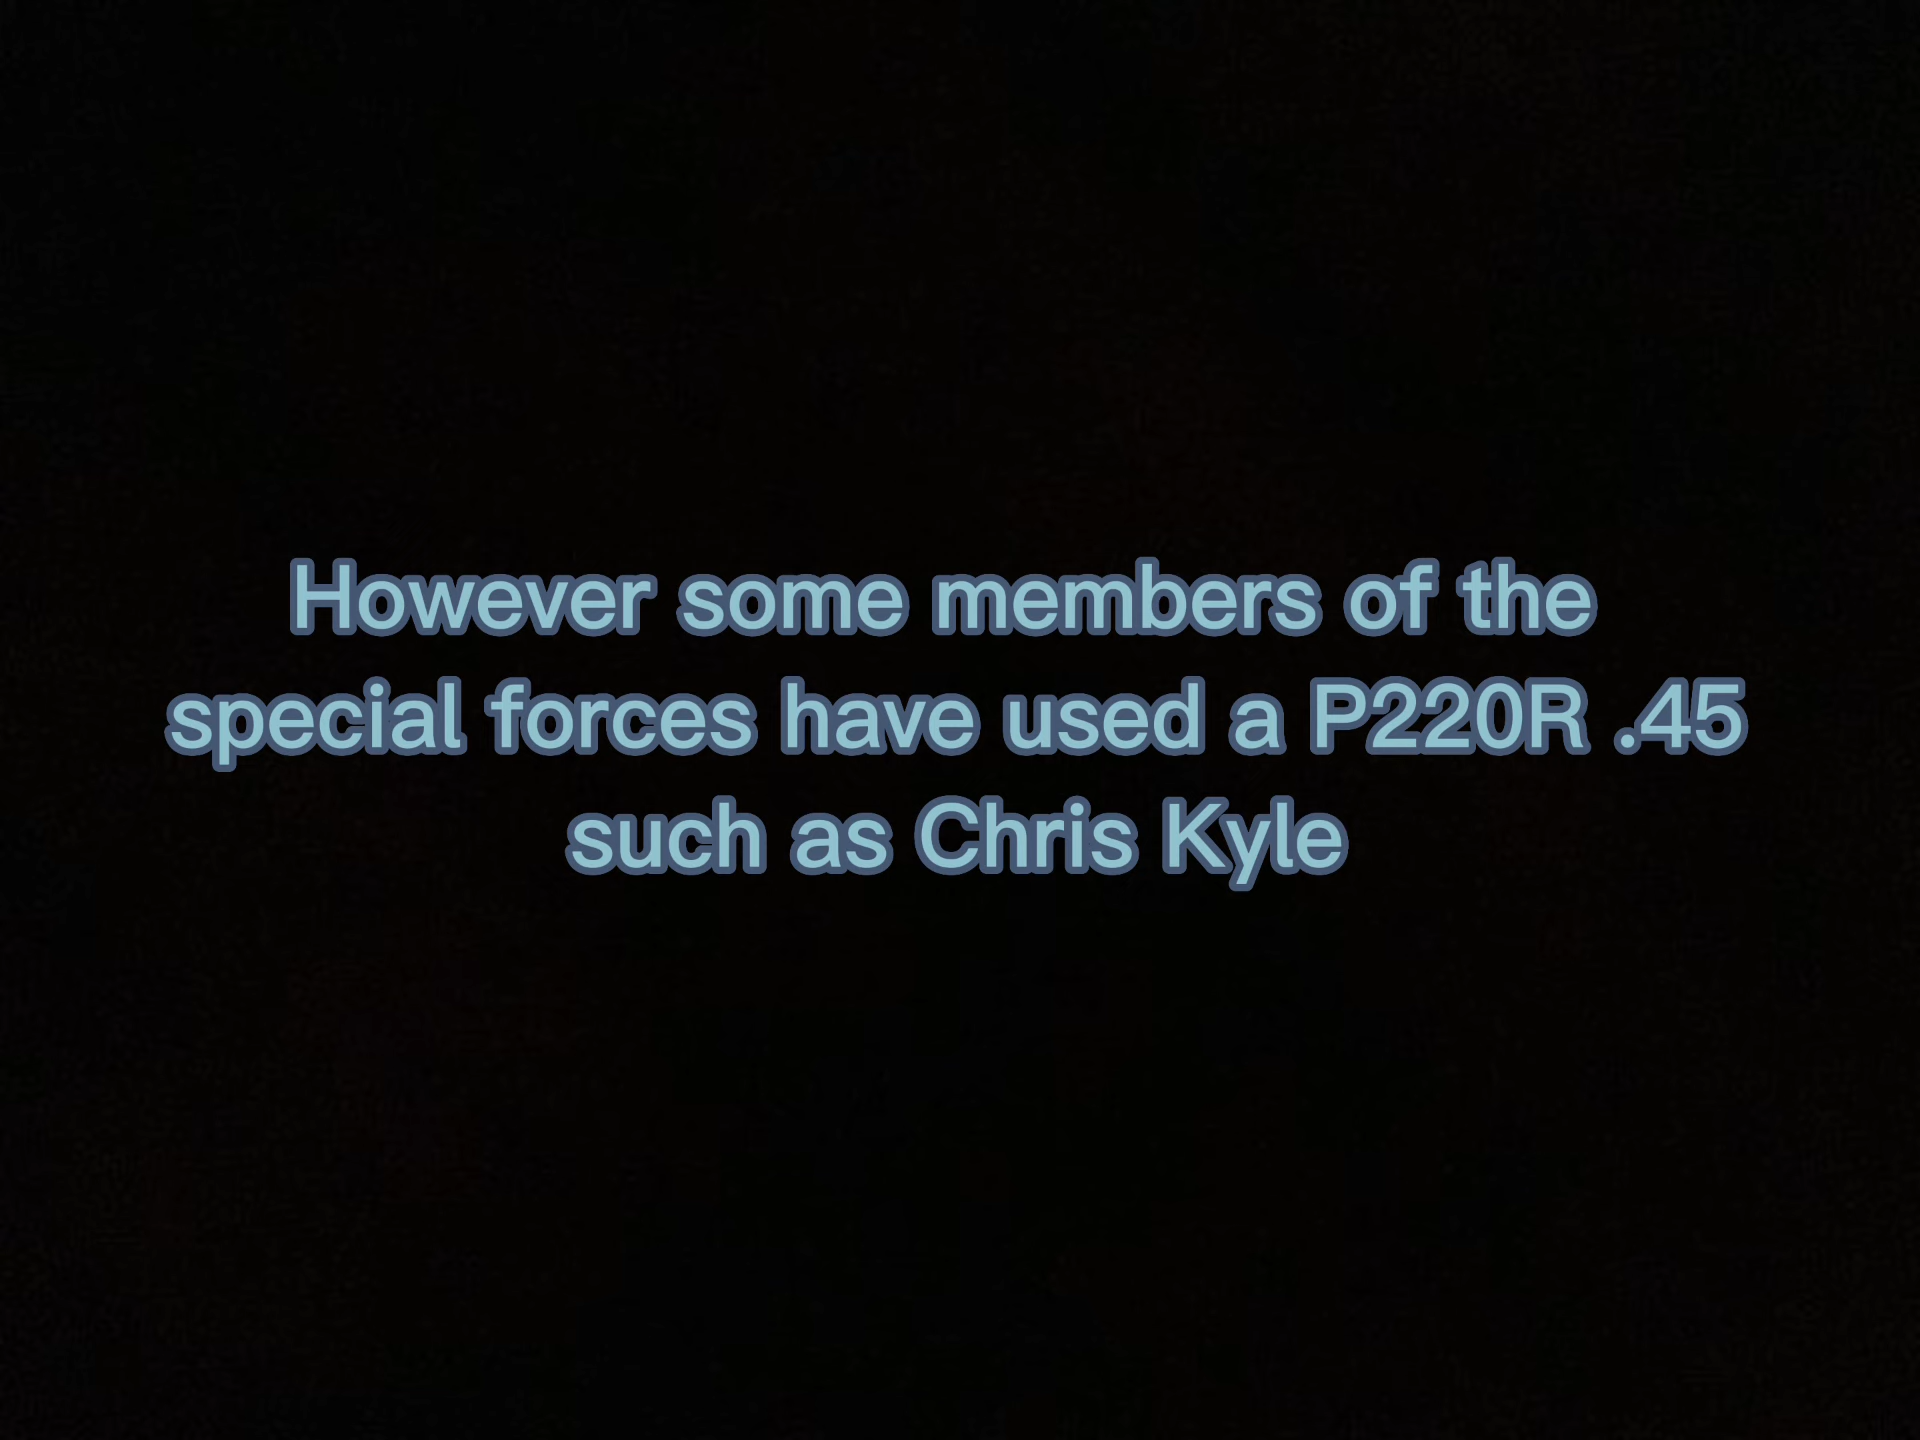 However some members of the
special forces have used a P220R .45
such as Chris Kyle